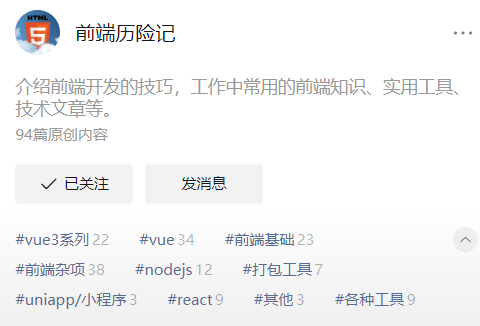 HTML
5
前端历险记
介绍前端开发的技巧，工作中常用的前端知识、实用工具、
技术文章等。
94篇原创内容
已关注 发消息
#vue3系列 22 #vue 34 #前端基础 23
#前端杂项 38 #nodejs 12 #打包工具 7
#uniapp/小程序 3 #react 9 #其他 3 #各种工具 9